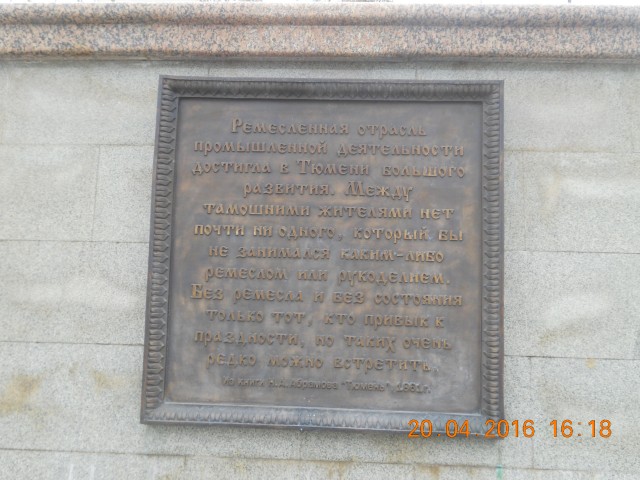 Ремесленная отрасль
промышленной деятельности
достигла в Тюмени большого
развития. Между
тамошними жителями нет
почти ни одного, который бы
не занимался каким-либо
ремеслом или рукоделием.
Без ремесла и без состояния
только тот, кто привык к
праздности, но таких очень
редко можно встретить.
Из книги Н.А.Абрамова "Тюмень", 1881г.
20 04 2016 16:18